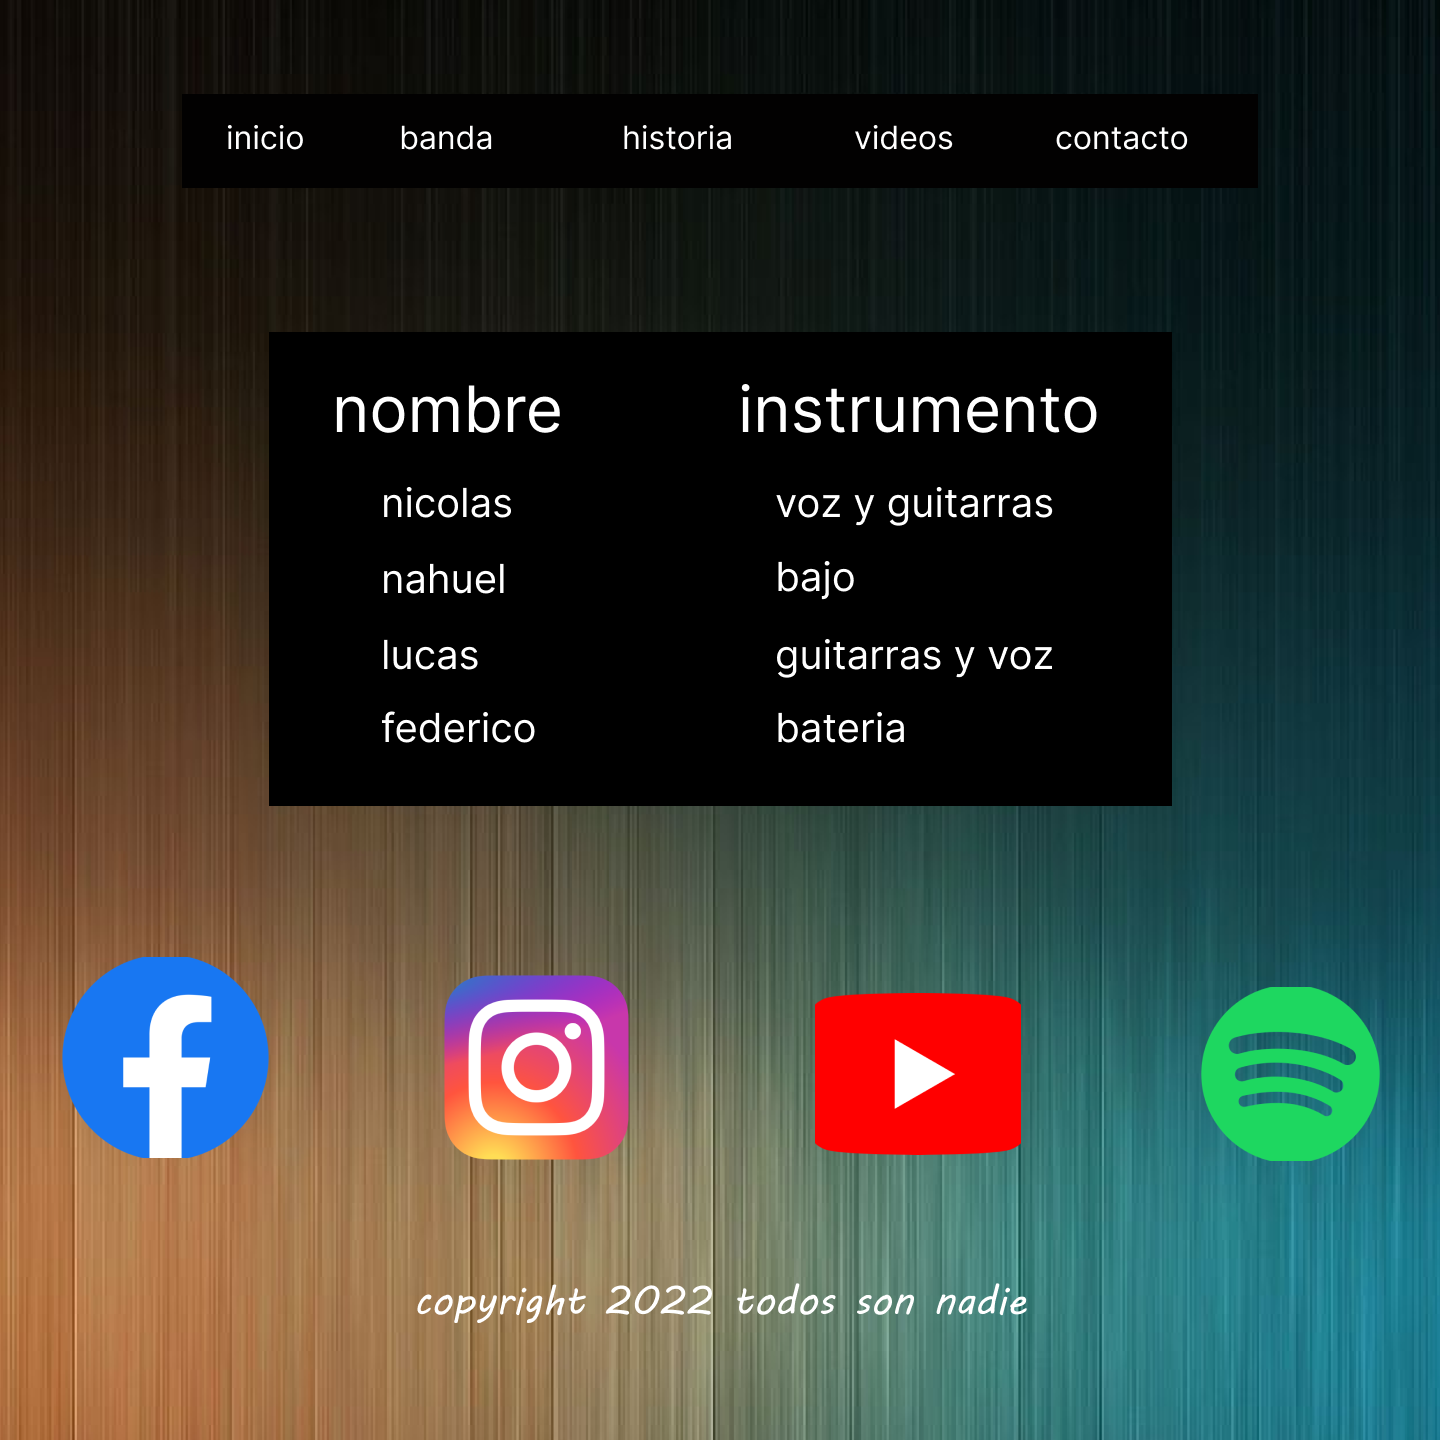 inicio banda historia videos contacto
nombre instrumento
nicolas voz y guitarras
nahuel bajo
lucas guitarras y voz
federico bateria
copyright 2022 todos son nadie